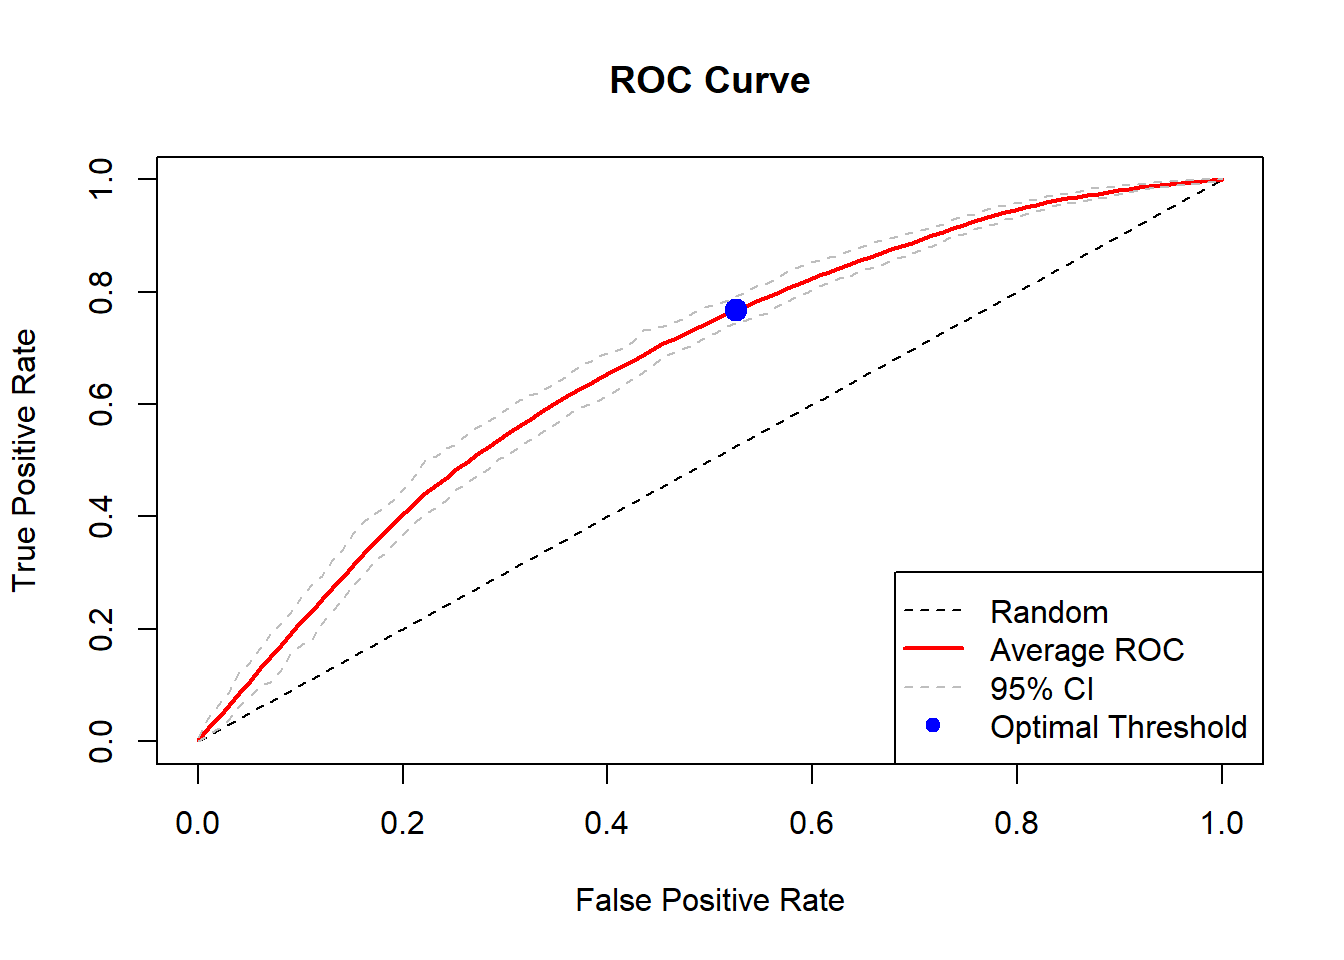 ROC Curve
True Positive Rate
1.0
0.8
0.6
0.4
0.2
0.0
0.0 0.2 0.4 0.6 0.8 1.0
False Positive Rate
Random
Average ROC
95% CI
Optimal Threshold